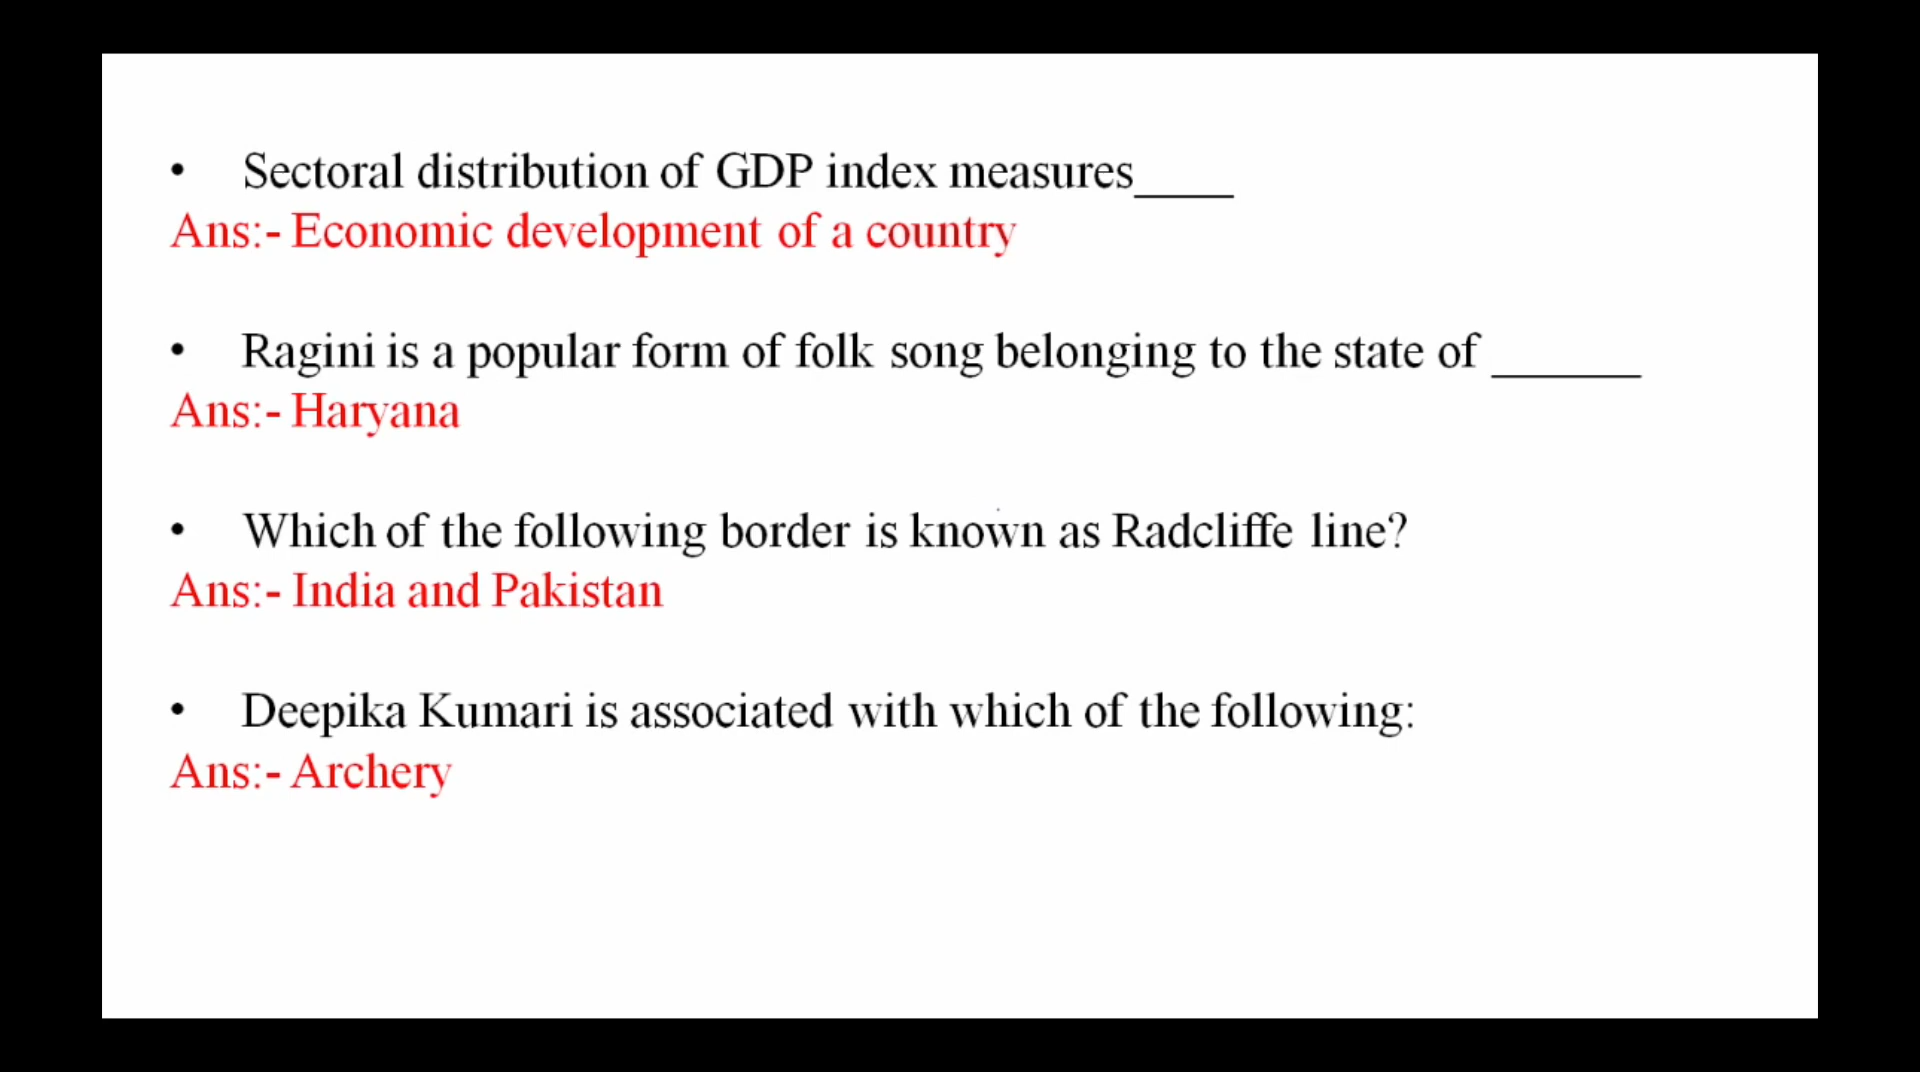 • Sectoral distribution of GDP index measures____
Ans:- Economic development of a country
• Ragini is a popular form of folk song belonging to the state of ______
Ans:- Haryana
• Which of the following border is known as Radcliffe line?
Ans:- India and Pakistan
• Deepika Kumari is associated with which of the following:
Ans:- Archery